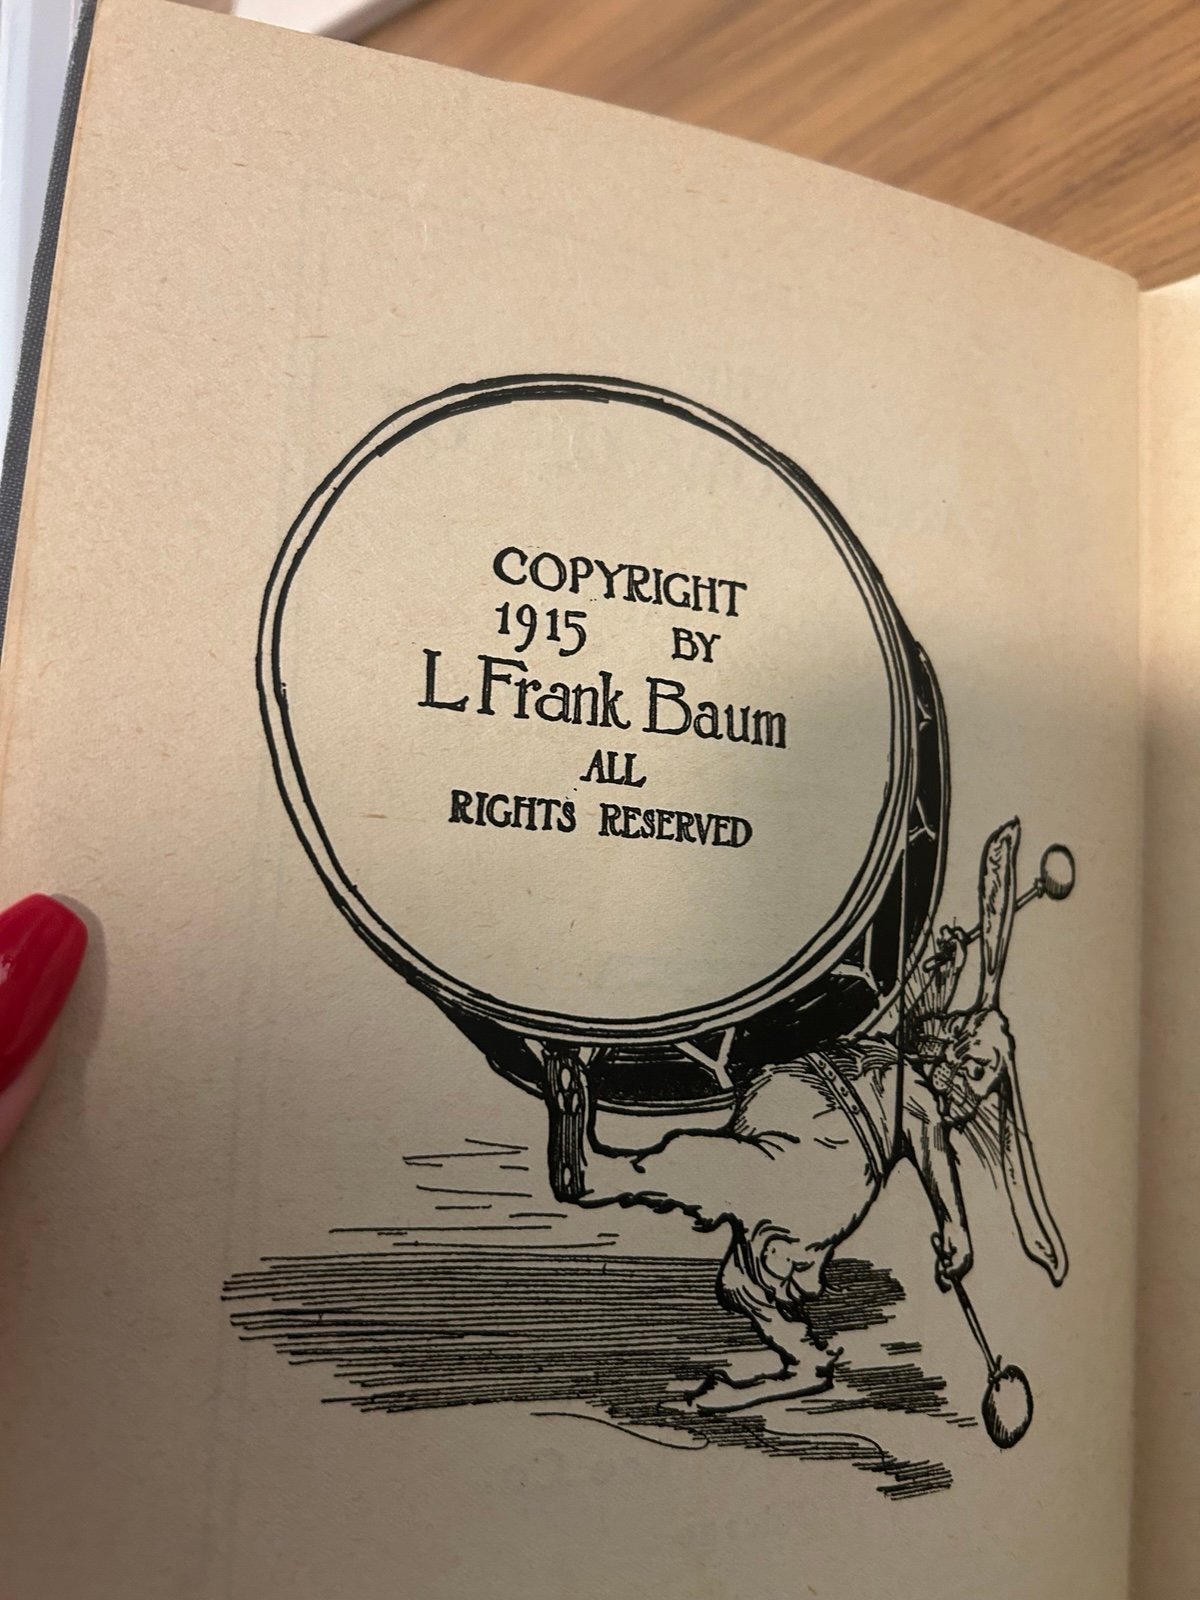 COPYRIGHT
1915 BY
L Frank Baum
ALL
RIGHTS RESERVED